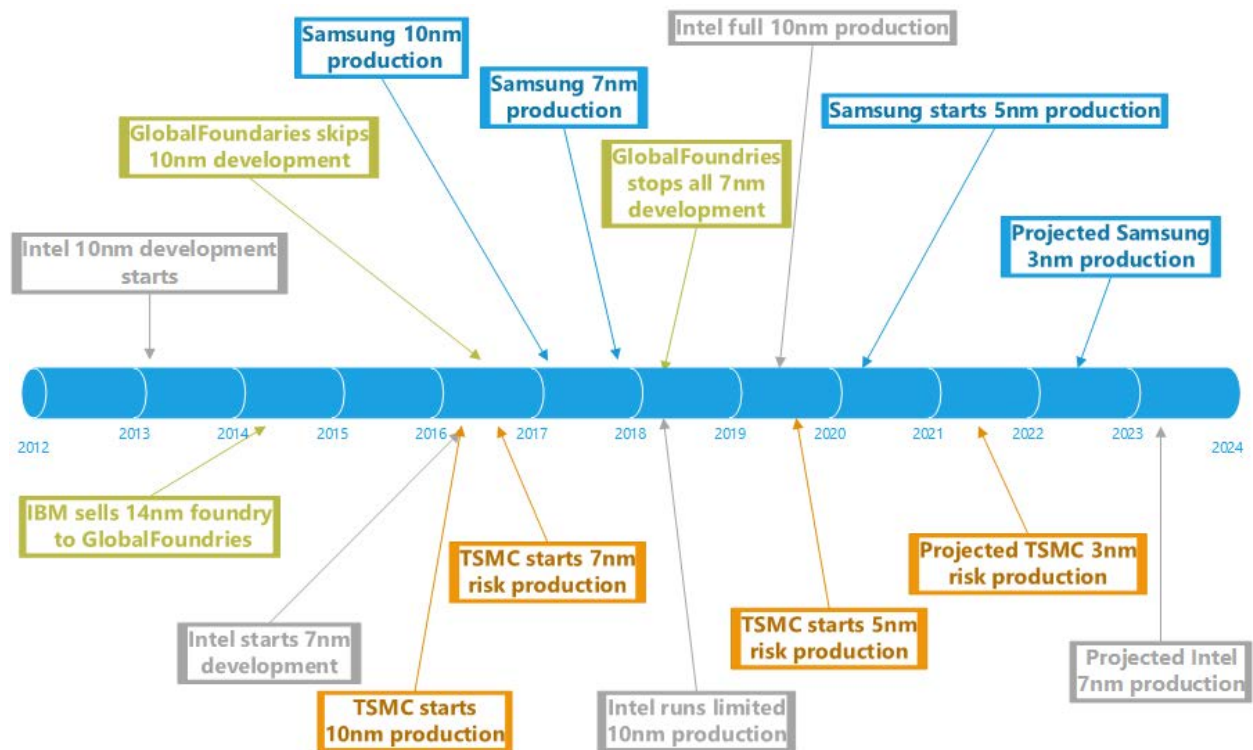 Samsung 10nm
production
Intel full 10nm production
Samsung 7nm
production
Samsung starts 5nm production
GlobalFoundaries skips
10nm development
GlobalFoundries
stops all 7nm
development
Intel 10nm development
starts
Projected Samsung
3nm production
2012
2013
2014
2015
2016
2017
2018
2019
2020
2021
2022
2023
2024
IBM sells 14nm foundry
to GlobalFoundries
TSMC starts 7nm
risk production
Projected TSMC 3nm
risk production
Intel starts 7nm
development
TSMC starts 5nm
risk production
Projected Intel
7nm production
TSMC starts
10nm production
Intel runs limited
10nm production